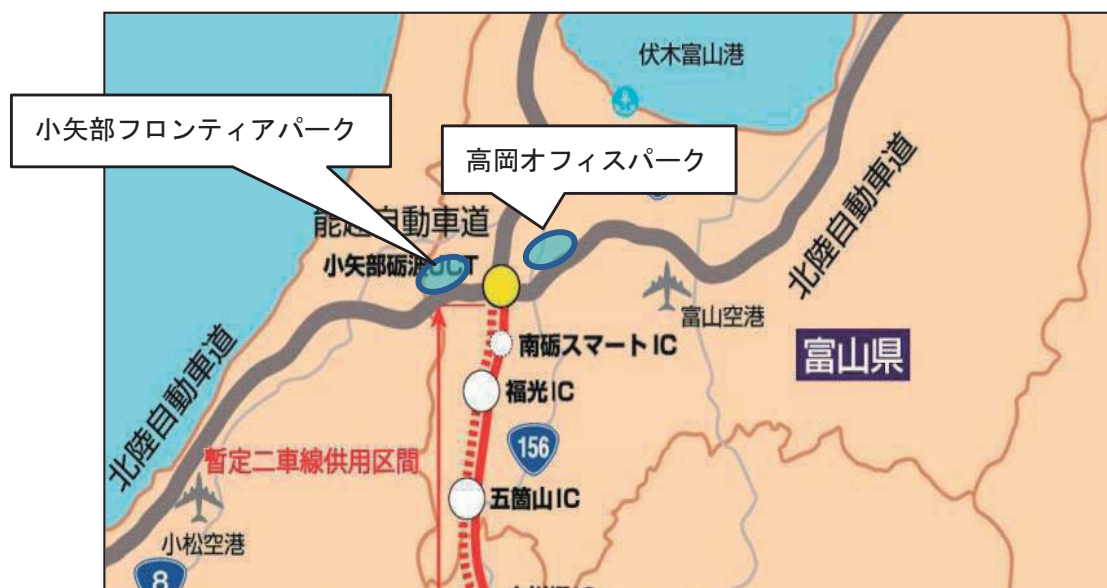 伏木富山港
小矢部フロンティアパーク
高岡オフィスパーク
能越自動車道
小矢部砺波JCT
北陸自動車道
富山空港
南砺スマートIC
富山県
福光IC
北陸自動車道
156
暫定二車線供用区間
五箇山IC
小松空港
8